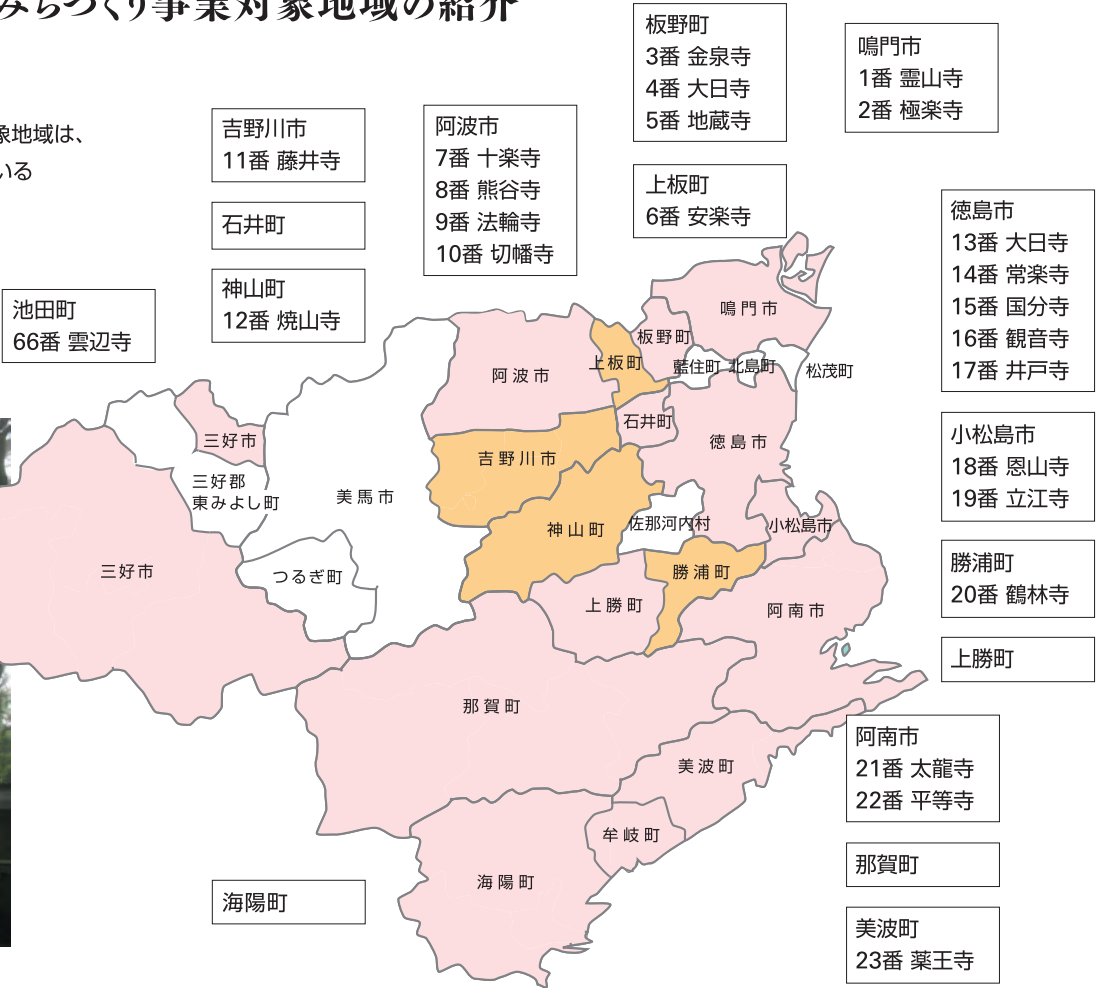 みちづくり事業対象地域の紹介
象地域は、
いる
板野町
3番 金泉寺
4番 大日寺
5番 地蔵寺
鳴門市
1番 霊山寺
2番 極楽寺
吉野川市
11番 藤井寺
阿波市
7番 十楽寺
8番 熊谷寺
9番 法輪寺
10番 切幡寺
上板町
6番 安楽寺
石井町
徳島市
13番 大日寺
14番 常楽寺
15番 国分寺
16番 観音寺
17番 井戸寺
神山町
12番 焼山寺
池田町
66番 雲辺寺
小松島市
18番 恩山寺
19番 立江寺
勝浦町
20番 鶴林寺
上勝町
阿南市
21番 太龍寺
22番 平等寺
那賀町
美波町
23番 薬王寺
海陽町
鳴門市
板野町
上板町
藍住町
北島町
松茂町
阿波市
石井町
徳島市
三好市
吉野川市
三好郡
東みよし町
美馬市
神山町
佐那河内村
小松島市
三好市
つるぎ町
勝浦町
上勝町
阿南市
那賀町
美波町
牟岐町
海陽町